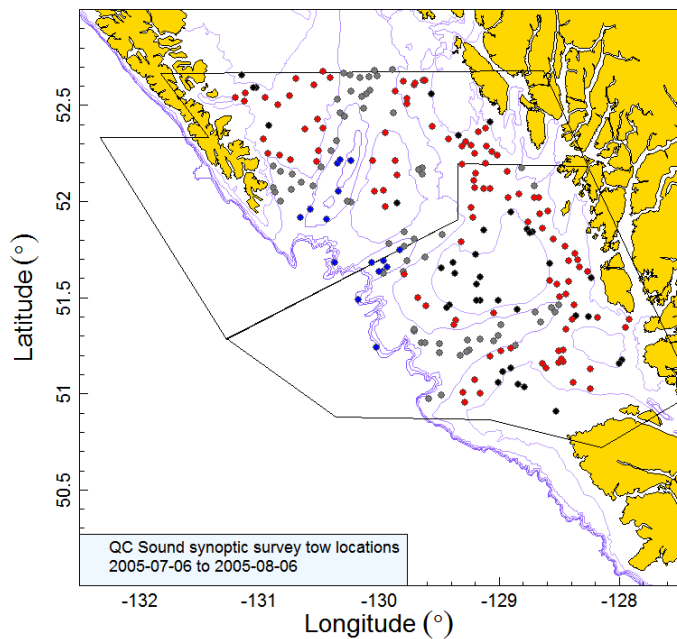 52.5
52
51.5
51
50.5
Latitude (°)
QC Sound synoptic survey tow locations
2005-07-06 to 2005-08-06
-132
-131
-130
-129
-128
Longitude (°)